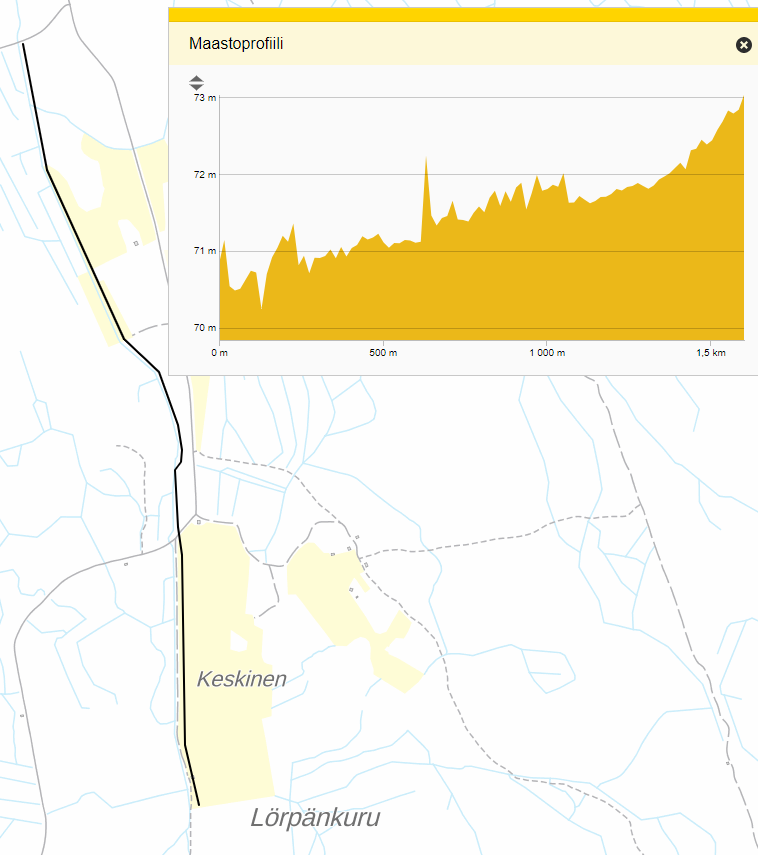 Maastoprofiili
73 m
72 m
71 m
70 m
0 m 500 m 1 000 m 1,5 km
Keskinen
Lörpänkuru